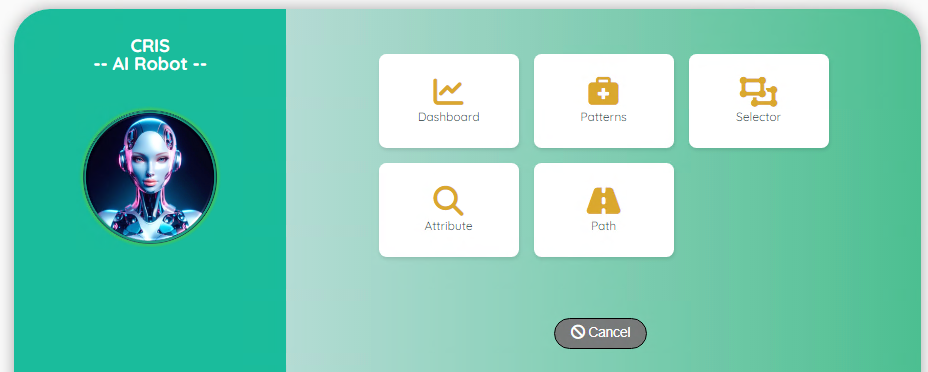 CRIS
-- AI Robot --
Dashboard
Patterns
Selector
Attribute
Path
Cancel